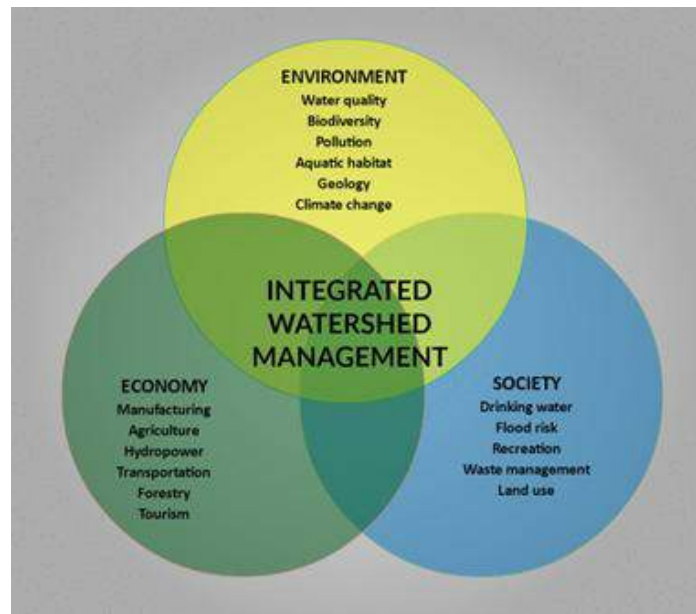 ENVIRONMENT
Water quality
Biodiversity
Pollution
Aquatic habitat
Geology
Climate change
INTEGRATED
WATERSHED
MANAGEMENT
ECONOMY
Manufacturing
Agriculture
Hydropower
Transportation
Forestry
Tourism
SOCIETY
Drinking water
Flood risk
Recreation
Waste management
Land use